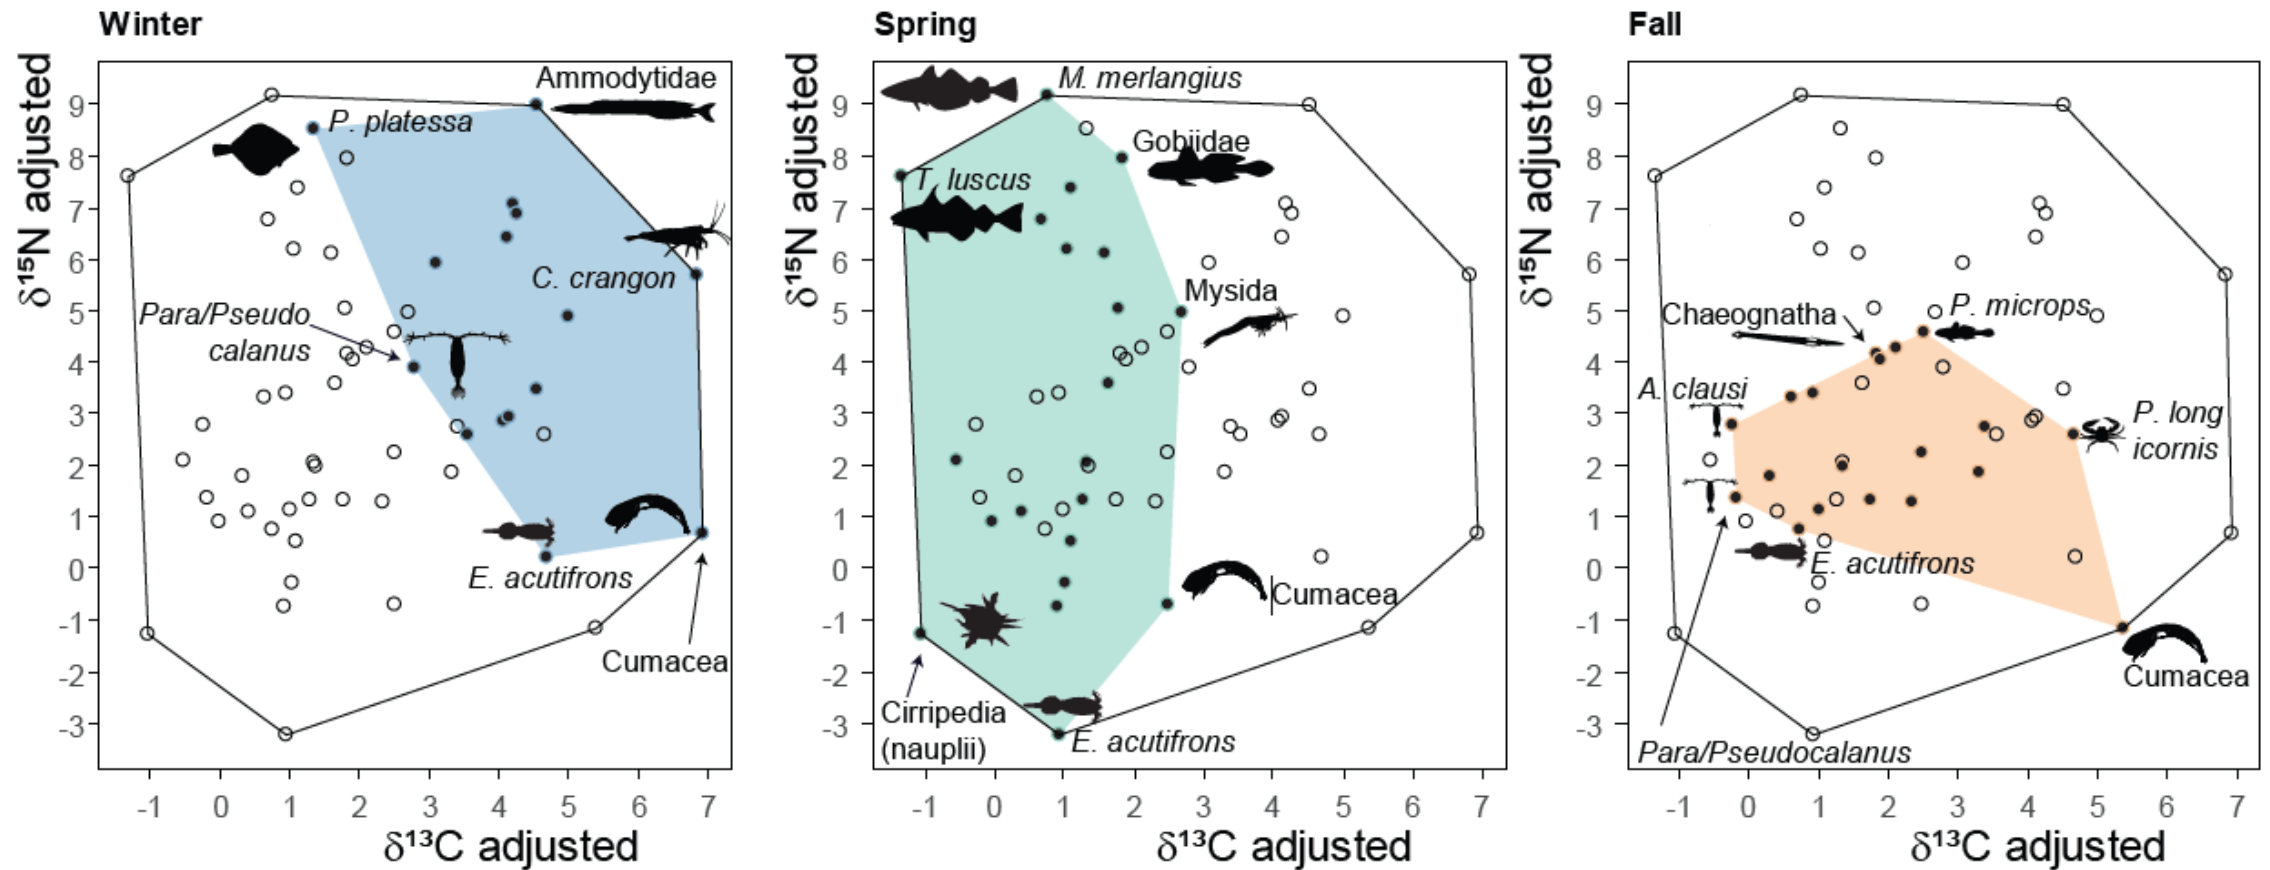 Winter
δ¹⁵N adjusted
9
8
7
6
5
4
3
2
1
0
-1
-2
-3
Ammodytidae
P. platessa
C. crangon
Para/Pseudo
calanus
E. acutifrons
Cumacea
-1 0 1 2 3 4 5 6 7
δ¹³C adjusted
Spring
δ¹⁵N adjusted
9
8
7
6
5
4
3
2
1
0
-1
-2
-3
M. merlangius
Gobiidae
T. luscus
Mysida
Cumacea
Cirripedia
(nauplii)
E. acutifrons
-1 0 1 2 3 4 5 6 7
δ¹³C adjusted
Fall
δ¹⁵N adjusted
9
8
7
6
5
4
3
2
1
0
-1
-2
-3
Chaeognatha
P. microps
A. clausi
P. long
icornis
E. acutifrons
Cumacea
Para/Pseudocalanus
-1 0 1 2 3 4 5 6 7
δ¹³C adjusted